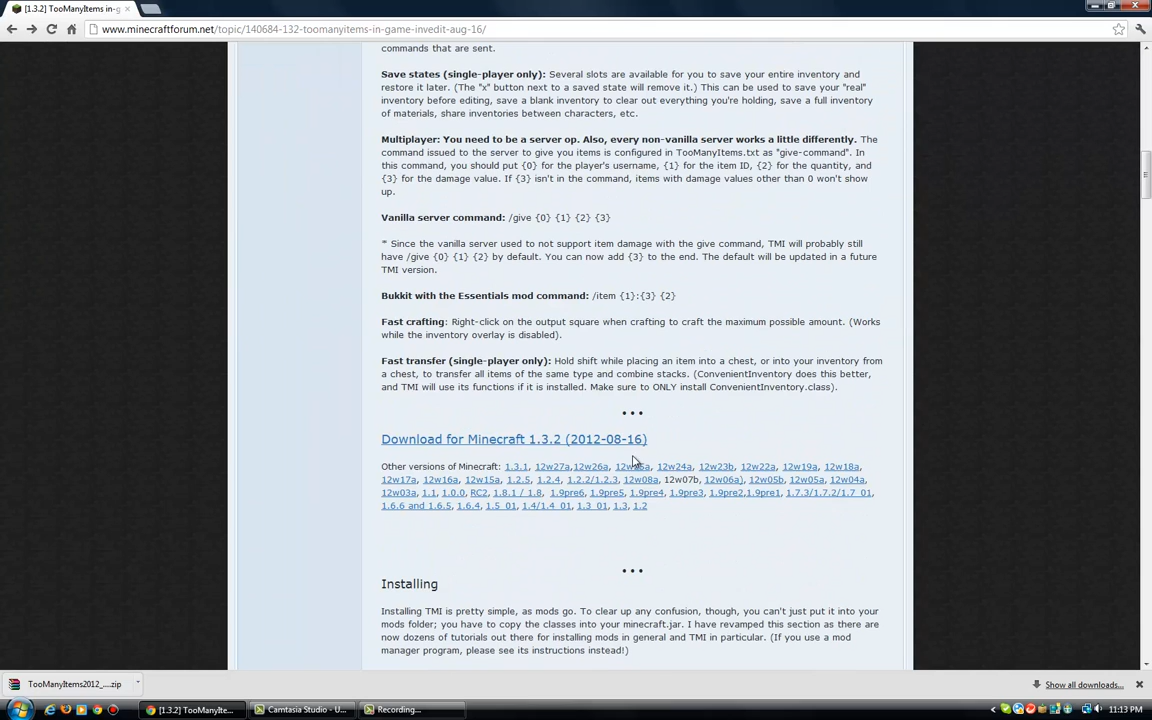 [1.3.2] TooManyItems in-g
www.minecraftforum.net/topic/140684-132-toomanyitems-in-game-invedit-aug-16/
commands that are sent.
Save states (single-player only): Several slots are available for you to save your entire inventory and
restore it later. (The "x" button next to a saved state will remove it.) This can be used to save your "real"
inventory before editing, save a blank inventory to clear out everything you're holding, save a full inventory
of materials, share inventories between characters, etc.
Multiplayer: You need to be a server op. Also, every non-vanilla server works a little differently. The
command issued to the server to give you items is configured in TooManyItems.txt as "give-command". In
this command, you should put {0} for the player's username, {1} for the item ID, {2} for the quantity, and
{3} for the damage value. If {3} isn't in the command, items with damage values other than 0 won't show
up.
Vanilla server command: /give {0} {1} {2} {3}
* Since the vanilla server used to not support item damage with the give command, TMI will probably still
have /give {0} {1} {2} by default. You can now add {3} to the end. The default will be updated in a future
TMI version.
Bukkit with the Essentials mod command: /item {1}:{3} {2}
Fast crafting: Right-click on the output square when crafting to craft the maximum possible amount. (Works
while the inventory overlay is disabled).
Fast transfer (single-player only): Hold shift while placing an item into a chest, or into your inventory from
a chest, to transfer all items of the same type and combine stacks. (ConvenientInventory does this better,
and TMI will use its functions if it is installed. Make sure to ONLY install ConvenientInventory.class).
• • •
Download for Minecraft 1.3.2 (2012-08-16)
Other versions of Minecraft: 1.3.1, 12w27a,12w26a, 12w25a, 12w24a, 12w23b, 12w22a, 12w19a, 12w18a,
12w17a, 12w16a, 12w15a, 1.2.5, 1.2.4, 1.2.2/1.2.3, 12w08a, 12w07b, 12w06a), 12w05b, 12w05a, 12w04a,
12w03a, 1.1, 1.0.0, RC2, 1.8.1 / 1.8, 1.9pre6, 1.9pre5, 1.9pre4, 1.9pre3, 1.9pre2,1.9pre1, 1.7.3/1.7.2/1.7_01,
1.6.6 and 1.6.5, 1.6.4, 1.5_01, 1.4/1.4_01, 1.3_01, 1.3, 1.2
• • •
Installing
Installing TMI is pretty simple, as mods go. To clear up any confusion, though, you can't just put it into your
mods folder; you have to copy the classes into your minecraft.jar. I have revamped this section as there are
now dozens of tutorials out there for installing mods in general and TMI in particular. (If you use a mod
manager program, please see its instructions instead!)
TooManyItems2012_....zip
Show all downloads...
[1.3.2] TooManyIte...
Camtasia Studio - U...
Recording...
11:13 PM